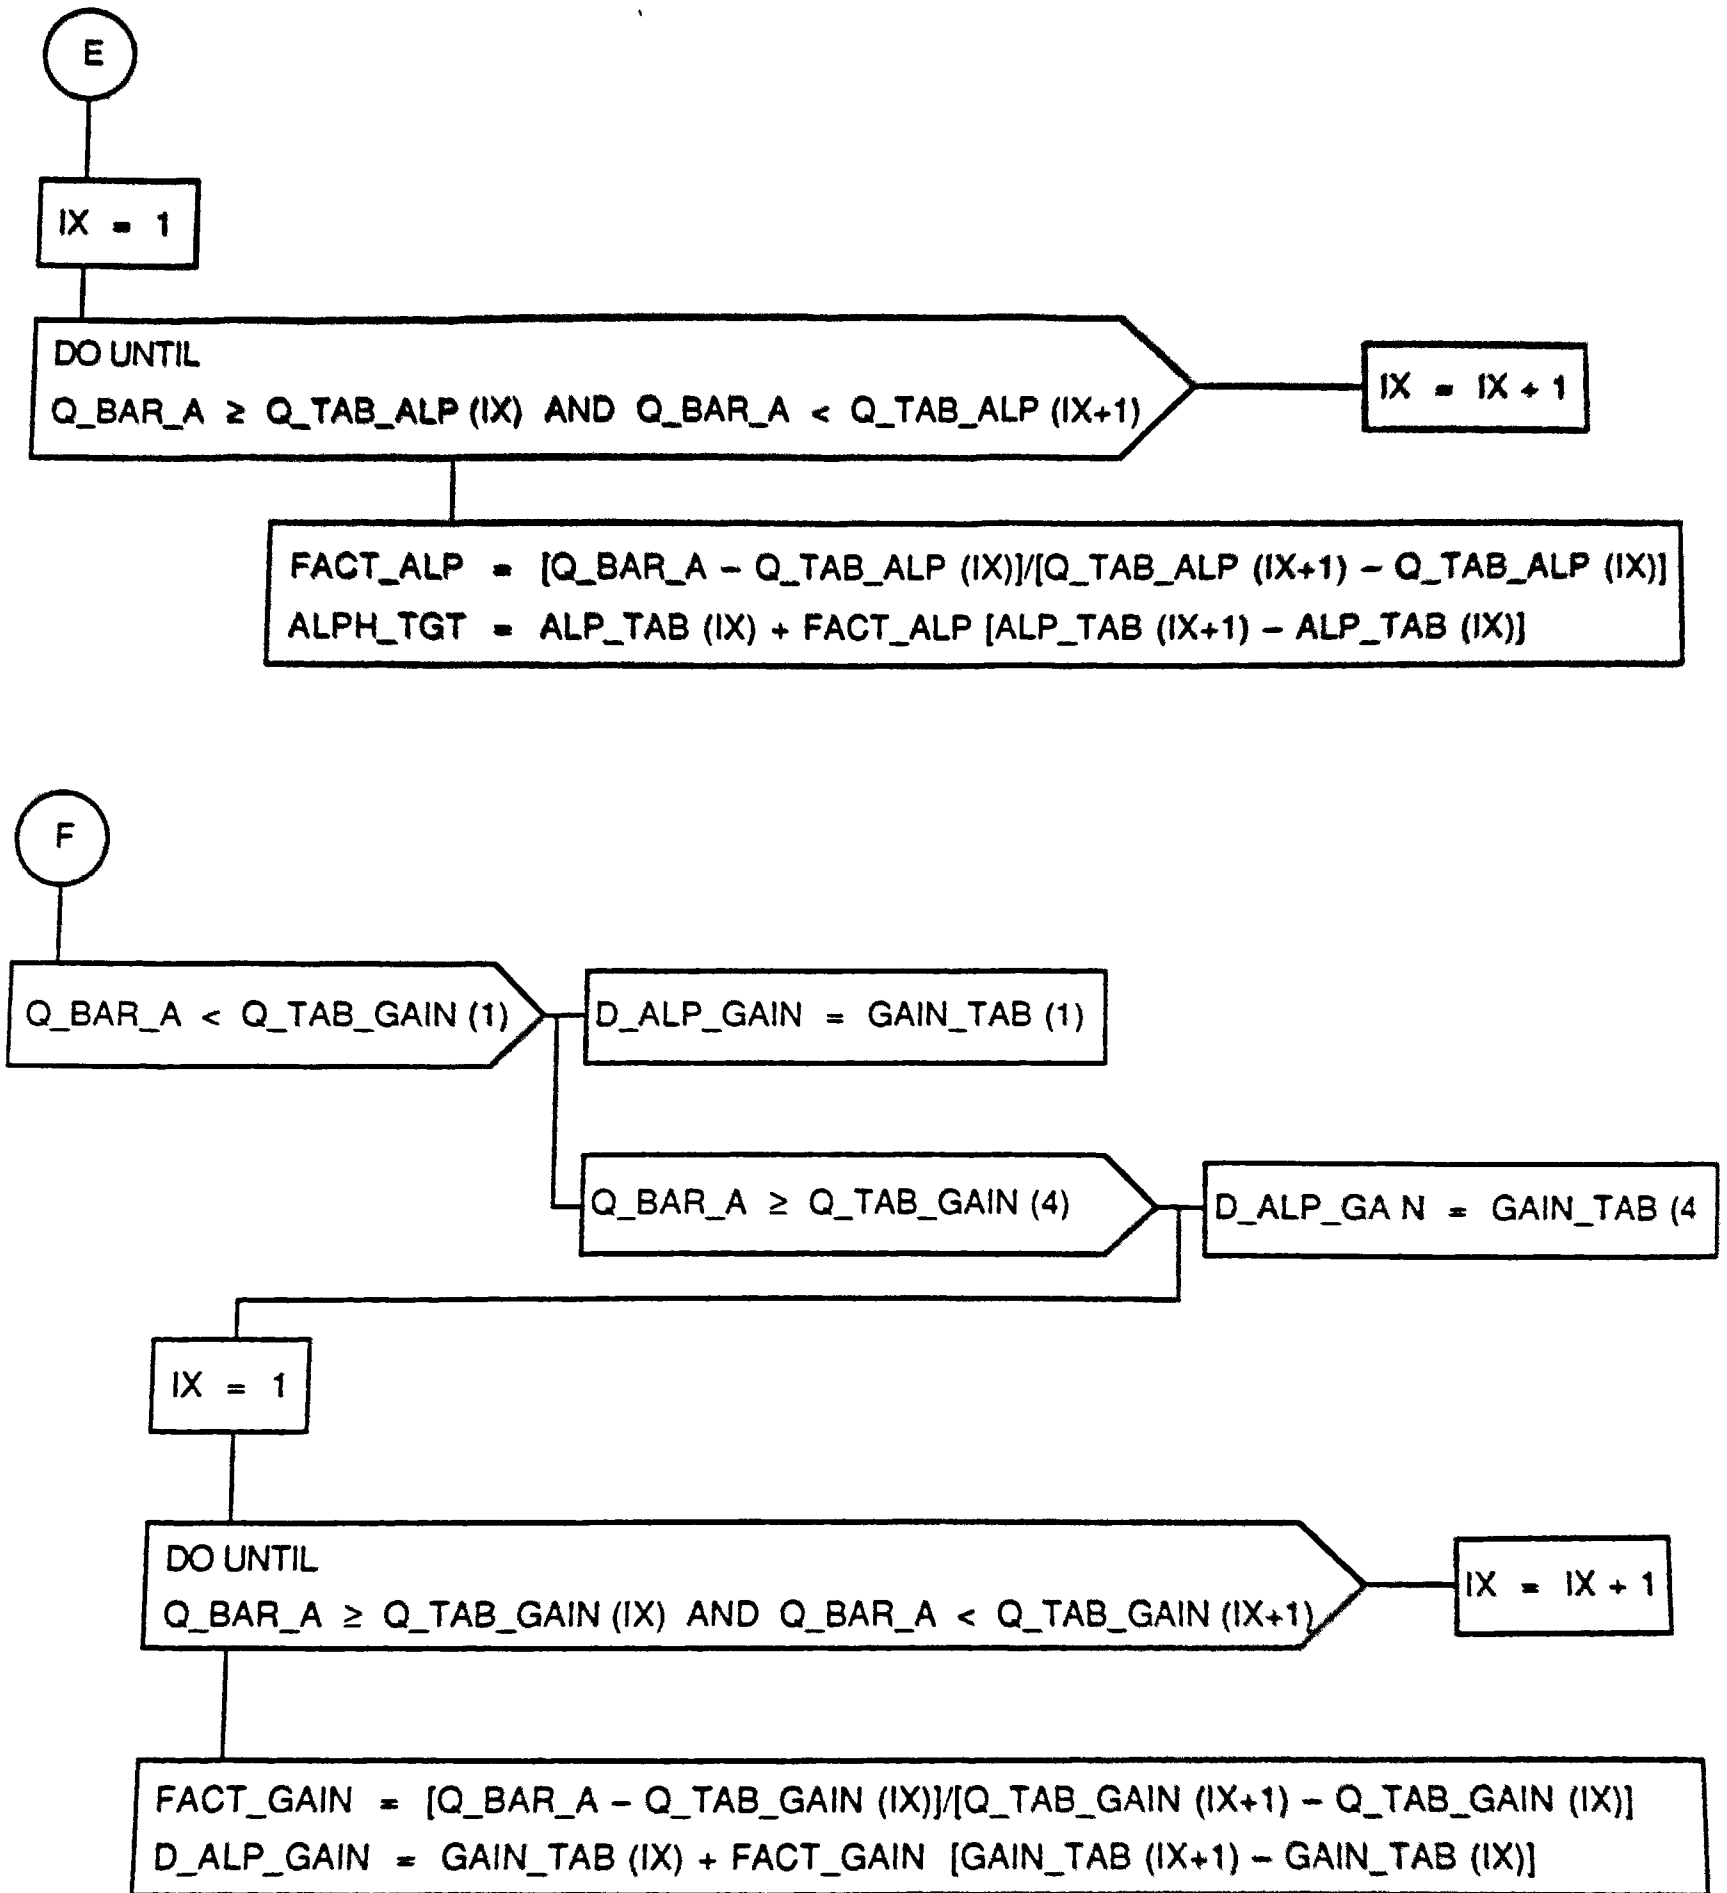 E
IX = 1
DO UNTIL
Q_BAR_A ≥ Q_TAB_ALP (IX) AND Q_BAR_A < Q_TAB_ALP (IX+1)
IX = IX + 1
FACT_ALP = [Q_BAR_A – Q_TAB_ALP (IX)]/[Q_TAB_ALP (IX+1) – Q_TAB_ALP (IX)]
ALPH_TGT = ALP_TAB (IX) + FACT_ALP [ALP_TAB (IX+1) – ALP_TAB (IX)]
F
Q_BAR_A < Q_TAB_GAIN (1)
D_ALP_GAIN = GAIN_TAB (1)
Q_BAR_A ≥ Q_TAB_GAIN (4)
D_ALP_GA N = GAIN_TAB (4
IX = 1
DO UNTIL
Q_BAR_A ≥ Q_TAB_GAIN (IX) AND Q_BAR_A < Q_TAB_GAIN (IX+1)
IX = IX + 1
FACT_GAIN = [Q_BAR_A – Q_TAB_GAIN (IX)]/[Q_TAB_GAIN (IX+1) – Q_TAB_GAIN (IX)]
D_ALP_GAIN = GAIN_TAB (IX) + FACT_GAIN [GAIN_TAB (IX+1) – GAIN_TAB (IX)]